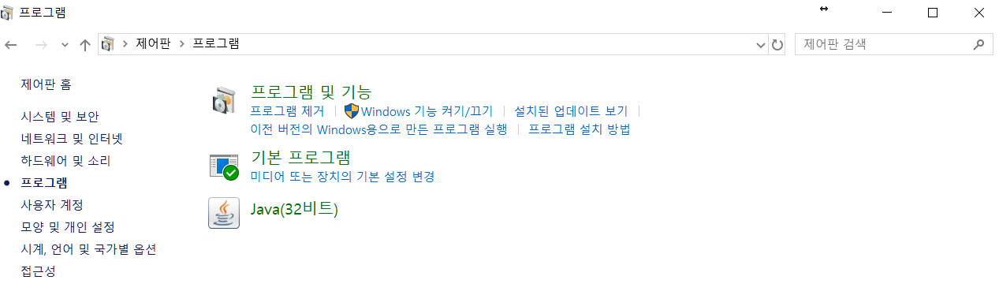 프로그램
제어판 프로그램
제어판 검색
제어판 홈
시스템 및 보안
네트워크 및 인터넷
하드웨어 및 소리
프로그램
사용자 계정
모양 및 개인 설정
시계, 언어 및 국가별 옵션
접근성
프로그램 및 기능
프로그램 제거 Windows 기능 켜기/끄기 설치된 업데이트 보기
이전 버전의 Windows용으로 만든 프로그램 실행 프로그램 설치 방법
기본 프로그램
미디어 또는 장치의 기본 설정 변경
Java(32비트)